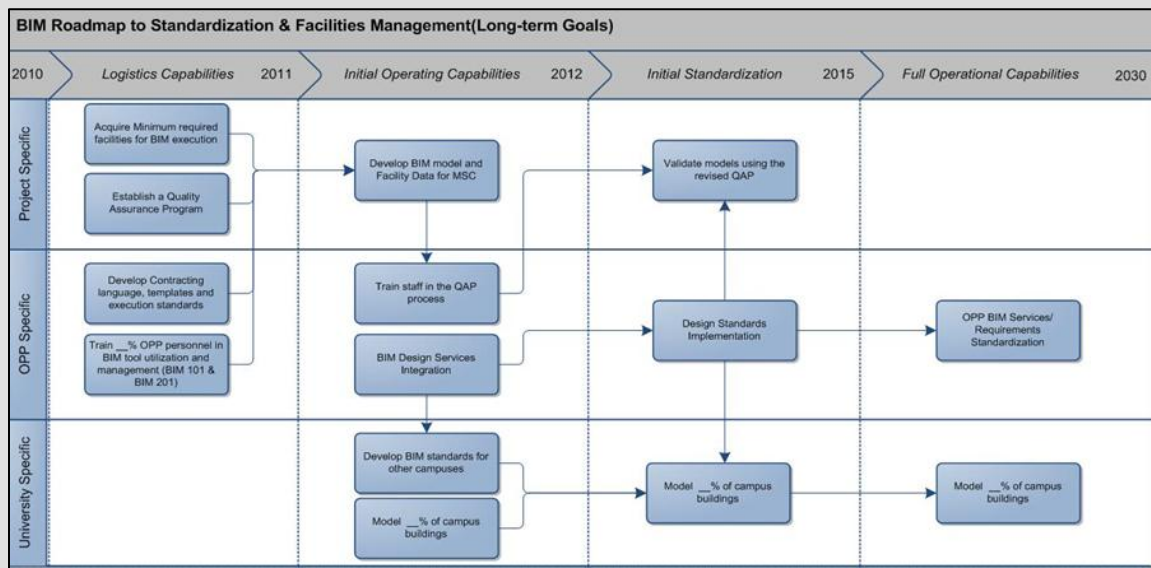 BIM Roadmap to Standardization & Facilities Management(Long-term Goals)
2010
Logistics Capabilities
2011
Initial Operating Capabilities
2012
Initial Standardization
2015
Full Operational Capabilities
2030
Project Specific
Acquire Minimum required
facilities for BIM execution
Establish a Quality
Assurance Program
Develop BIM model and
Facility Data for MSC
Validate models using the
revised QAP
OPP Specific
Develop Contracting
language, templates and
execution standards
Train __% OPP personnel in
BIM tool utilization and
management (BIM 101 &
BIM 201)
Train staff in the QAP
process
BIM Design Services
Integration
Design Standards
Implementation
OPP BIM Services/
Requirements
Standardization
University Specific
Develop BIM standards for
other campuses
Model __% of campus
buildings
Model __% of campus
buildings
Model __% of campus
buildings